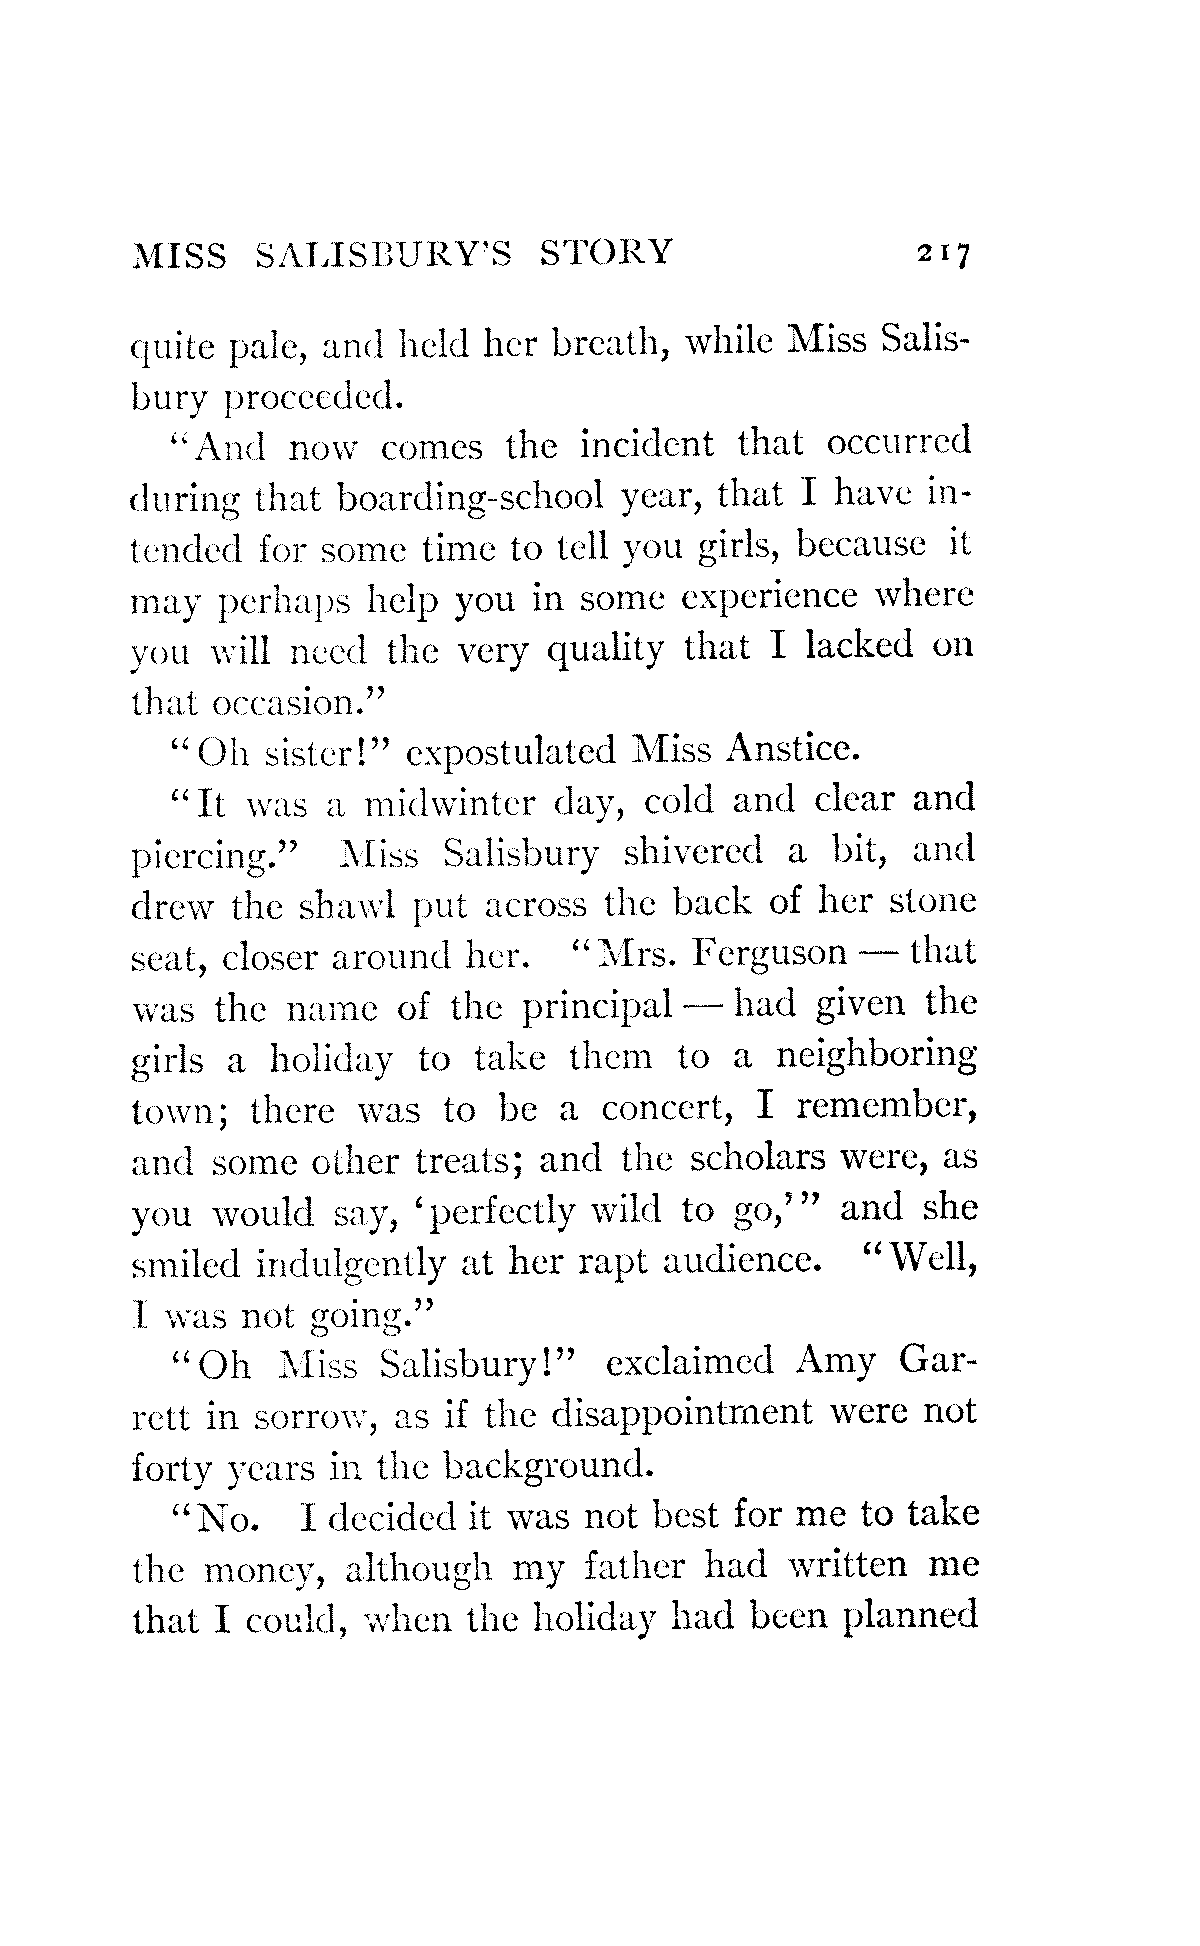 MISS SALISBURY'S STORY 217
quite pale, and held her breath, while Miss Salis-
bury proceeded.
"And now comes the incident that occurred
during that boarding-school year, that I have in-
tended for some time to tell you girls, because it
may perhaps help you in some experience where
you will need the very quality that I lacked on
that occasion."
"Oh sister!" expostulated Miss Anstice.
"It was a midwinter day, cold and clear and
piercing." Miss Salisbury shivered a bit, and
drew the shawl put across the back of her stone
seat, closer around her. "Mrs. Ferguson — that
was the name of the principal — had given the
girls a holiday to take them to a neighboring
town; there was to be a concert, I remember,
and some other treats; and the scholars were, as
you would say, 'perfectly wild to go,'" and she
smiled indulgently at her rapt audience. "Well,
I was not going."
"Oh Miss Salisbury!" exclaimed Amy Gar-
rett in sorrow, as if the disappointment were not
forty years in the background.
"No. I decided it was not best for me to take
the money, although my father had written me
that I could, when the holiday had been planned